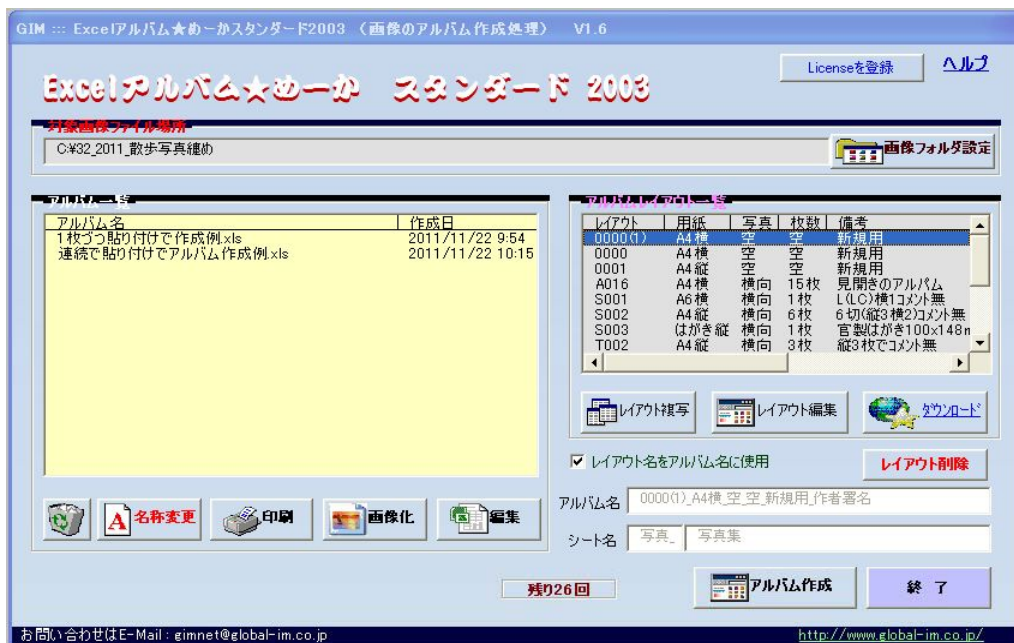 GIM ::: Excelアルバム★めーかスタンダード2003 （画像のアルバム作成処理） V1.6
Excelアルバム★めーか スタンダード 2003
Licenseを登録 ヘルプ
対象画像ファイル場所
C:¥32_2011_散歩写真纏め
画像フォルダ設定
アルバム一覧
アルバム名 作成日
1枚づつ貼り付けで作成例.xls 2011/11/22 9:54
連続で貼り付けでアルバム作成例.xls 2011/11/22 10:15
名称変更 印刷 画像化 編集
アルバムレイアウト一覧
レイアウト 用紙 写真 枚数 備考
0000(1) A4横 空 空 新規用
0000 A4横 空 空 新規用
0001 A4縦 空 空 新規用
A016 A4横 横向 15枚 見開きのアルバム
S001 A6横 横向 1枚 L(LC)横1コメント無
S002 A4縦 横向 6枚 6切(縦3横2)コメント無
S003 はがき縦 横向 1枚 官製はがき100x148m
T002 A4縦 横向 3枚 縦3枚でコメント無
レイアウト複写 レイアウト編集 ダウンロード
レイアウト名をアルバム名に使用 レイアウト削除
アルバム名 0000(1)_A4横_空_空_新規用_作者署名
シート名 写真_ 写真集
残り26回 アルバム作成 終 了
お問い合わせはE-Mail : gimnet@global-im.co.jp http://www.global-im.co.jp/